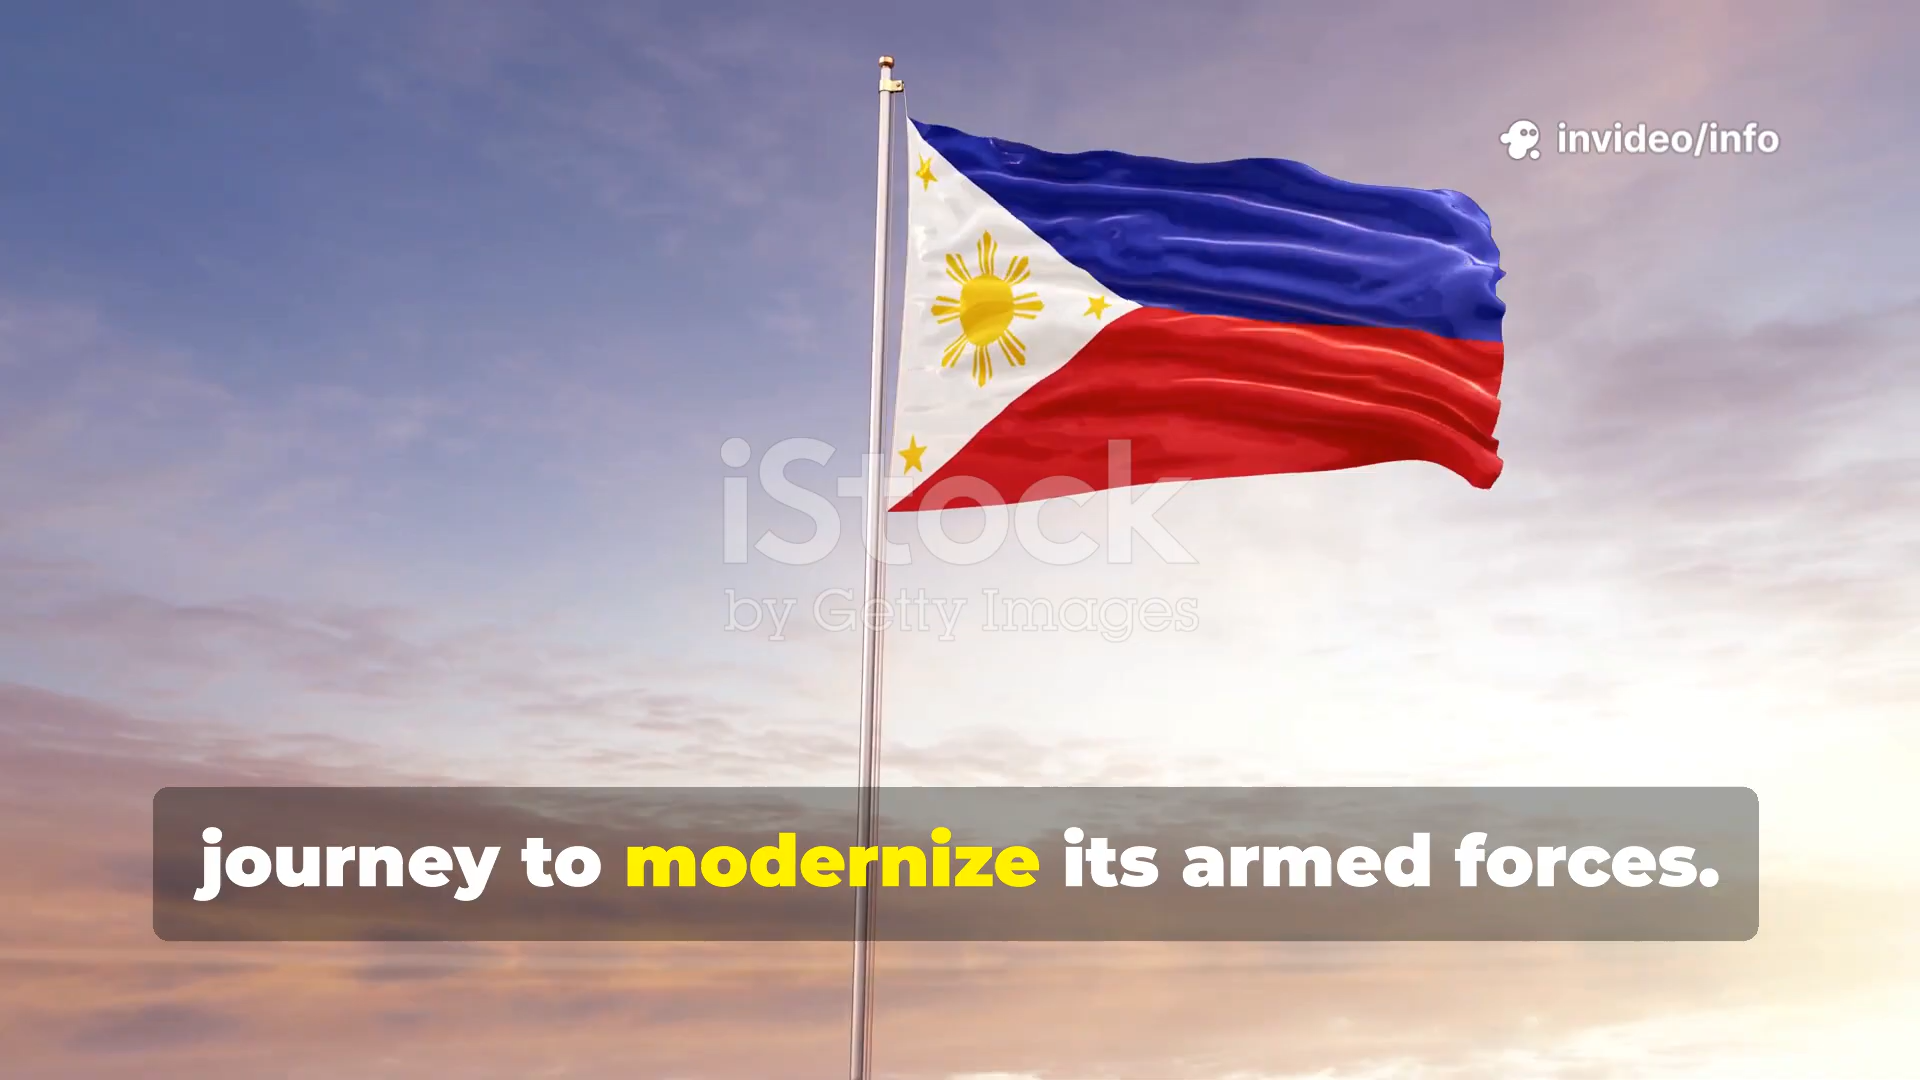 invideo/info
iStock
by Getty Images
journey to modernize its armed forces.